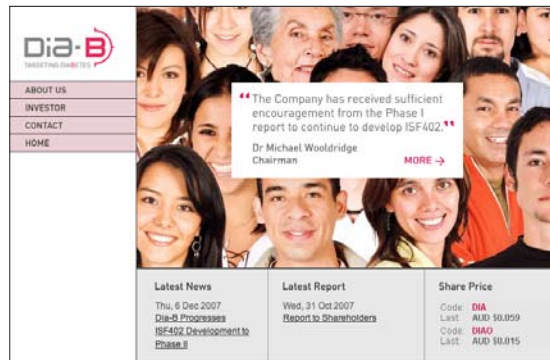 Dia-B
TARGETING DIABETES
ABOUT US
INVESTOR
CONTACT
HOME
“The Company has received sufficient
encouragement from the Phase I
report to continue to develop ISF402.”
Dr Michael Wooldridge
Chairman
MORE →
Latest News
Thu, 6 Dec 2007
Dia-B Progresses
ISF402 Development to
Phase II
Latest Report
Wed, 31 Oct 2007
Report to Shareholders
Share Price
Code: DIA
Last: AUD $0.059
Code: DIAO
Last: AUD $0.015